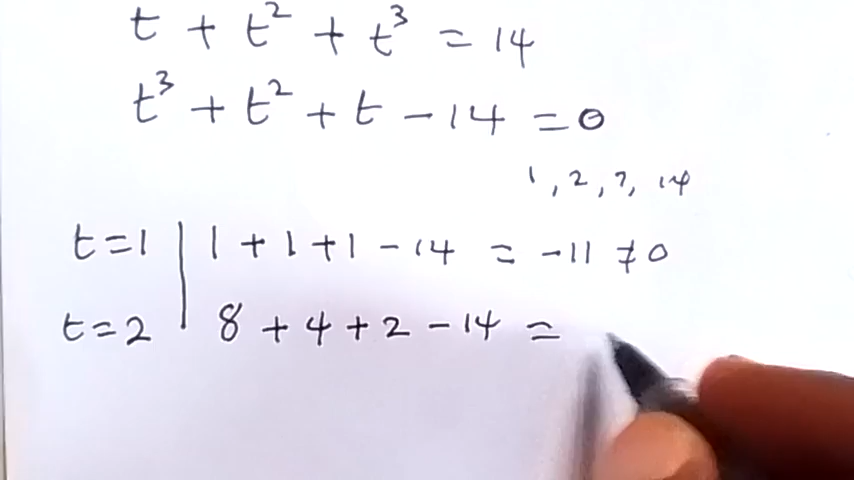 t + t² + t³ = 14
t³ + t² + t - 14 = 0
1, 2, 7, 14
t=1 | 1 + 1 + 1 - 14 = -11 ≠ 0
t=2 | 8 + 4 + 2 - 14 =